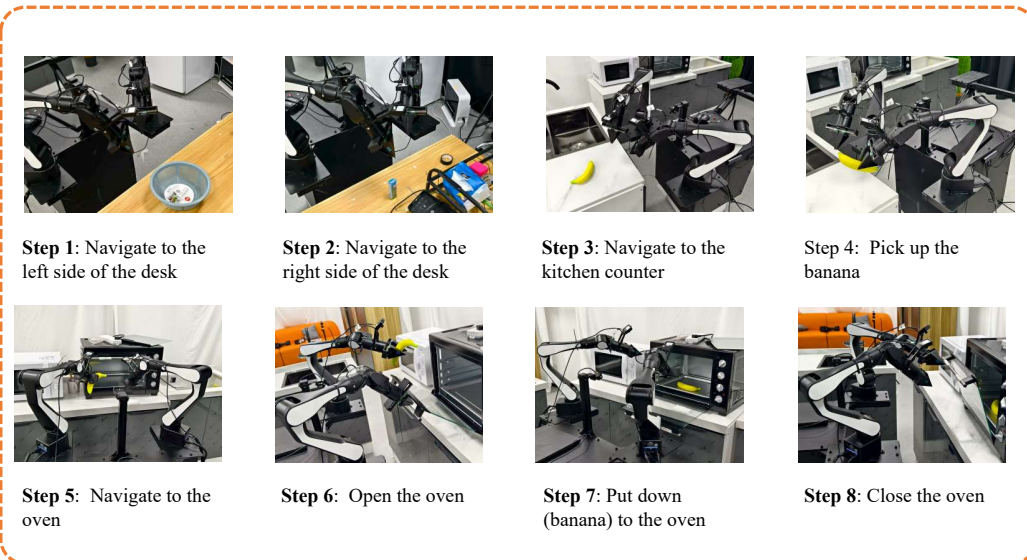 Step 1: Navigate to the
left side of the desk
Step 2: Navigate to the
right side of the desk
Step 3: Navigate to the
kitchen counter
Step 4:  Pick up the
banana
Step 5:  Navigate to the
oven
Step 6:  Open the oven
Step 7: Put down
(banana) to the oven
Step 8: Close the oven